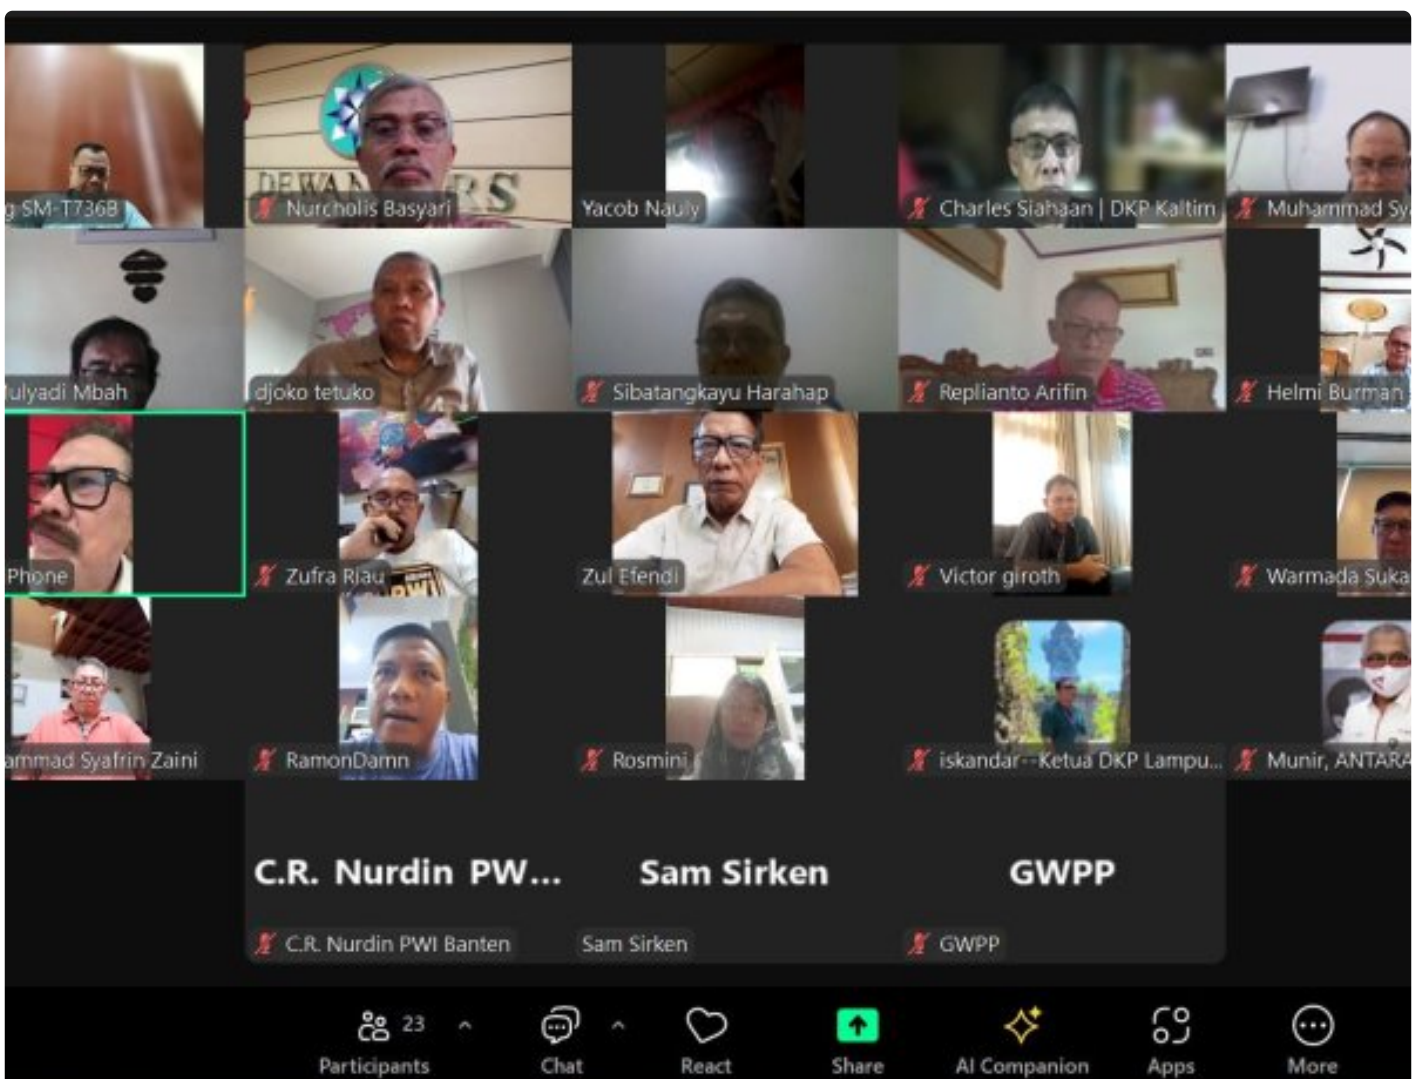 g SM-T736B
DEWAN PERS
Nurcholis Basyari
Yacob Nauly
Charles Siahaan | DKP Kaltim
Muhammad Sy
ulyadi Mbah
djoko tetuko
Sibatangkayu Harahap
Replianto Arifin
Helmi Burman
Phone
Zufra Riau
PWI
Zul Efendi
Victor giroth
Warmada Suka
ammad Syafrin Zaini
RamonDamn
Rosmini
iskandar--Ketua DKP Lampu...
Munir, ANTARA
C.R. Nurdin PW...
Sam Sirken
GWPP
C.R. Nurdin PWI Banten
Sam Sirken
GWPP
23
Participants
Chat
React
Share
AI Companion
Apps
More